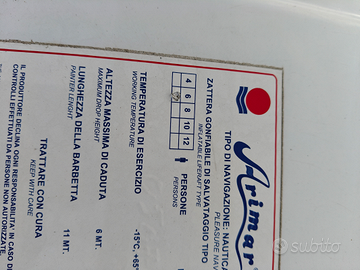 Arimar
TIPO DI NAVIGAZIONE: NAUTICA
PLEASURE NAV
ZATTERA GONFIABILE DI SALVATAGGIO TIPO
INFLATABLE LIFERAFT TYPE
4
6
8
10
12
PERSONE
PERSONS
TEMPERATURA DI ESERCIZIO -15°C,+65°
WORKING TEMPERATURE
ALTEZZA MASSIMA DI CADUTA 6 MT.
MAXIMUM DROP HEIGHT
LUNGHEZZA DELLA BARBETTA 11 MT.
PAINTER LENGHT
TRATTARE CON CURA
KEEP WITH CARE
IL PRODUTTORE DECLINA OGNI RESPONSABILITA' IN CASO DI
CONTROLLI EFFETTUATI DA PERSONE NON AUTORIZZATE.
subito